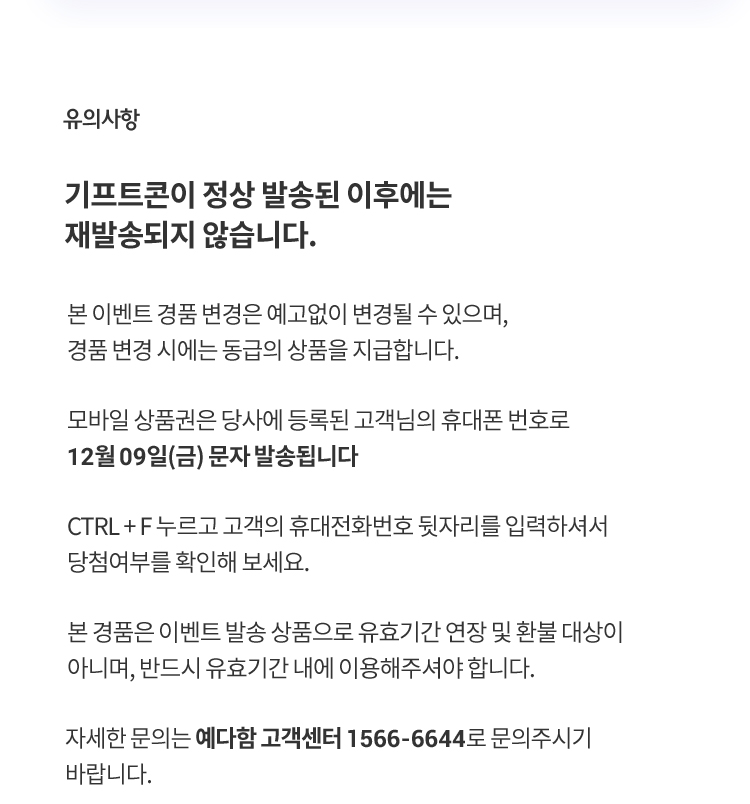 유의사항
기프트콘이 정상 발송된 이후에는
재발송되지 않습니다.
본 이벤트 경품 변경은 예고없이 변경될 수 있으며,
경품 변경 시에는 동급의 상품을 지급합니다.
모바일 상품권은 당사에 등록된 고객님의 휴대폰 번호로
12월 09일(금) 문자 발송됩니다
CTRL + F 누르고 고객의 휴대전화번호 뒷자리를 입력하셔서
당첨여부를 확인해 보세요.
본 경품은 이벤트 발송 상품으로 유효기간 연장 및 환불 대상이
아니며, 반드시 유효기간 내에 이용해주셔야 합니다.
자세한 문의는 예다함 고객센터 1566-6644로 문의주시기
바랍니다.